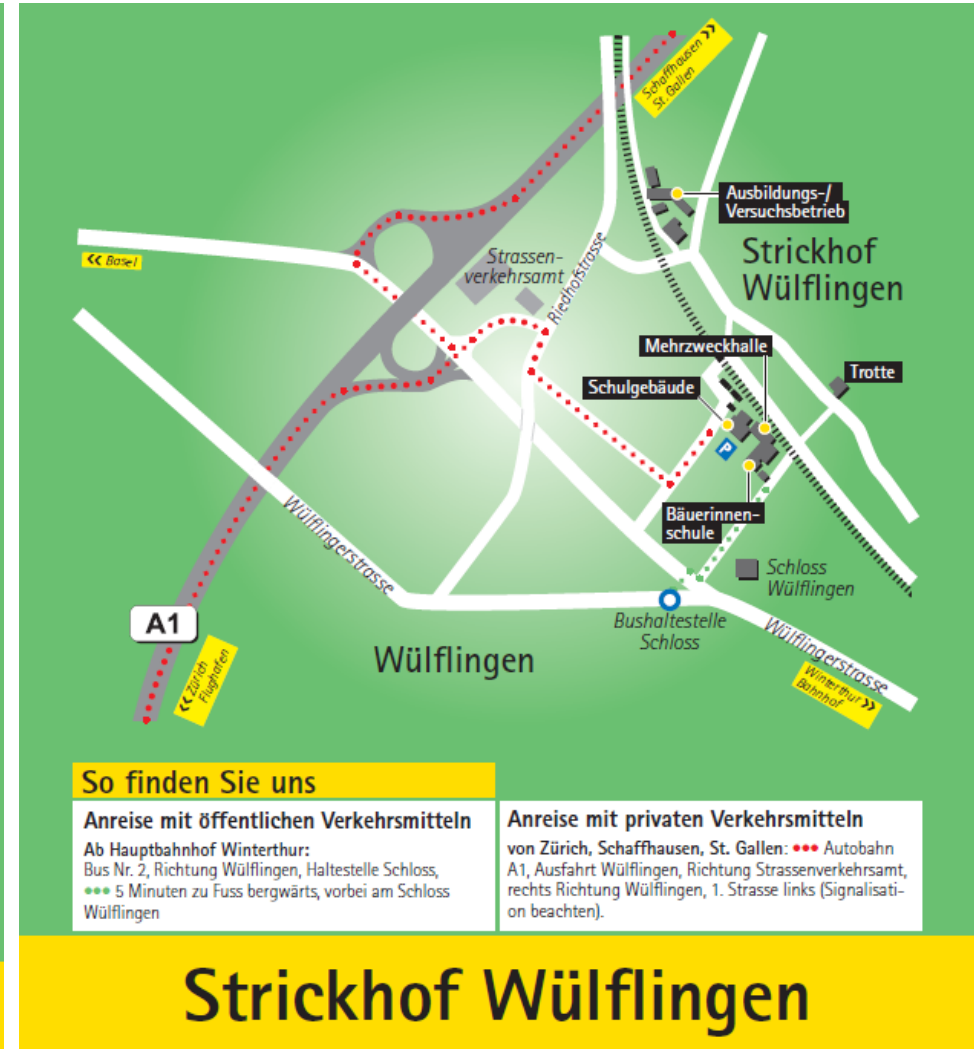 Schaffhausen >>
St. Gallen
Ausbildungs-/
Versuchsbetrieb
Strickhof
Wülflingen
<< Basel
Strassen-
verkehrsamt
Riedhofstrasse
Mehrzweckhalle
Trotte
Schulgebäude
P
Bäuerinnen-
schule
Wülflingerstrasse
Schloss
Wülflingen
A1
Bushaltestelle
Schloss
Wülflingen
Wülflingerstrasse
<< Zürich
Flughafen
Winterthur >>
Bahnhof
So finden Sie uns
Anreise mit öffentlichen Verkehrsmitteln
Ab Hauptbahnhof Winterthur:
Bus Nr. 2, Richtung Wülflingen, Haltestelle Schloss,
••• 5 Minuten zu Fuss bergwärts, vorbei am Schloss
Wülflingen
Anreise mit privaten Verkehrsmitteln
von Zürich, Schaffhausen, St. Gallen: ••• Autobahn
A1, Ausfahrt Wülflingen, Richtung Strassenverkehrsamt,
rechts Richtung Wülflingen, 1. Strasse links (Signalisati-
on beachten).
Strickhof Wülflingen